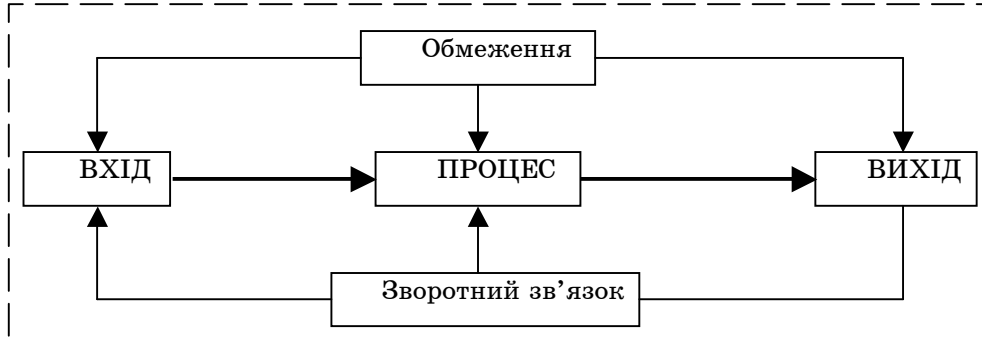 Обмеження
ВХІД
ПРОЦЕС
ВИХІД
Зворотний зв’язок